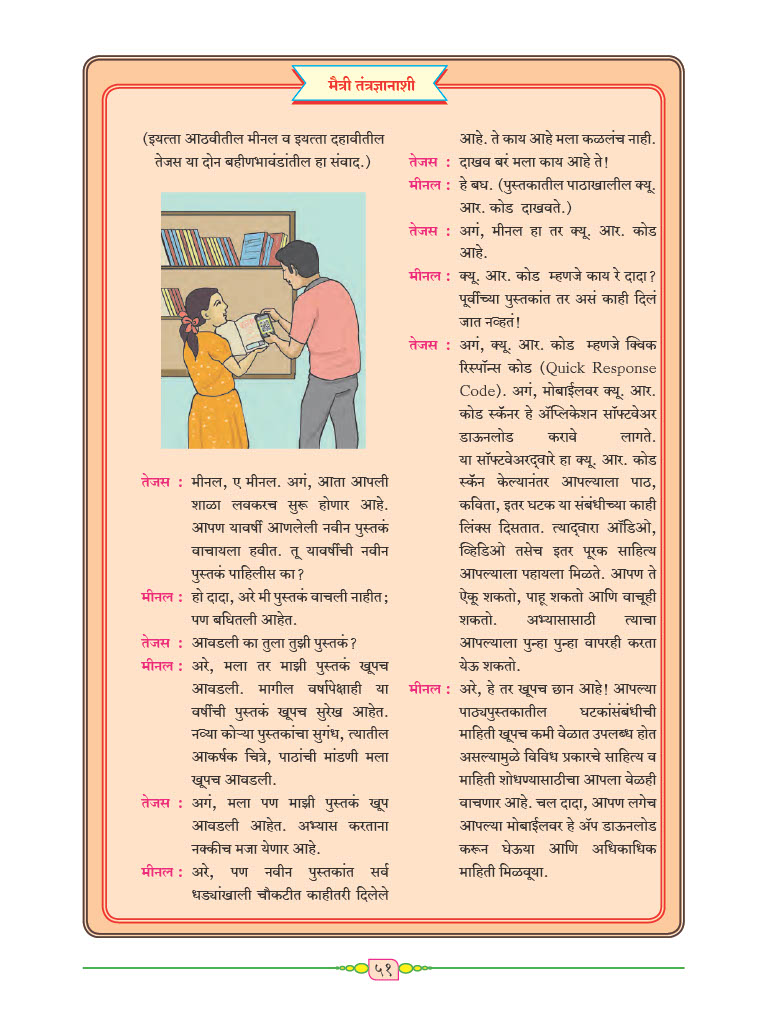 मैत्री तंत्रज्ञानाशी
(इयत्ता आठवीतील मीनल व इयत्ता दहावीतील
तेजस या दोन बहीणभावंडांतील हा संवाद.)
तेजस : मीनल, ए मीनल. अगं, आता आपली
शाळा लवकरच सुरू होणार आहे.
आपण यावर्षी आणलेली नवीन पुस्तकं
वाचायला हवीत. तू यावर्षीची नवीन
पुस्तकं पाहिलीस का?
मीनल : हो दादा, अरे मी पुस्तकं वाचली नाहीत;
पण बघितली आहेत.
तेजस : आवडली का तुला तुझी पुस्तकं?
मीनल : अरे, मला तर माझी पुस्तकं खूपच
आवडली. मागील वर्षापेक्षाही या
वर्षीची पुस्तकं खूपच सुरेख आहेत.
नव्या कोऱ्या पुस्तकांचा सुगंध, त्यातील
आकर्षक चित्रे, पाठांची मांडणी मला
खूपच आवडली.
तेजस : अगं, मला पण माझी पुस्तकं खूप
आवडली आहेत. अभ्यास करताना
नक्कीच मजा येणार आहे.
मीनल : अरे, पण नवीन पुस्तकांत सर्व
धड्यांखाली चौकटीत काहीतरी दिलेले
आहे. ते काय आहे मला कळलंच नाही.
तेजस : दाखव बरं मला काय आहे ते!
मीनल : हे बघ. (पुस्तकातील पाठाखालील क्यू.
आर. कोड दाखवते.)
तेजस : अगं, मीनल हा तर क्यू. आर. कोड
आहे.
मीनल : क्यू. आर. कोड म्हणजे काय रे दादा?
पूर्वीच्या पुस्तकांत तर असं काही दिलं
जात नव्हतं!
तेजस : अगं, क्यू. आर. कोड म्हणजे क्विक
रिस्पॉन्स कोड (Quick Response
Code). अगं, मोबाईलवर क्यू. आर.
कोड स्कॅनर हे ॲप्लिकेशन सॉफ्टवेअर
डाऊनलोड करावे लागते.
या सॉफ्टवेअरद्वारे हा क्यू. आर. कोड
स्कॅन केल्यानंतर आपल्याला पाठ,
कविता, इतर घटक या संबंधीच्या काही
लिंक्स दिसतात. त्याद्वारा ऑडिओ,
व्हिडिओ तसेच इतर पूरक साहित्य
आपल्याला पहायला मिळते. आपण ते
ऐकू शकतो, पाहू शकतो आणि वाचूही
शकतो. अभ्यासासाठी त्याचा
आपल्याला पुन्हा पुन्हा वापरही करता
येऊ शकतो.
मीनल : अरे, हे तर खूपच छान आहे! आपल्या
पाठ्यपुस्तकातील घटकांसंबंधीची
माहिती खूपच कमी वेळात उपलब्ध होत
असल्यामुळे विविध प्रकारचे साहित्य व
माहिती शोधण्यासाठीचा आपला वेळही
वाचणार आहे. चल दादा, आपण लगेच
आपल्या मोबाईलवर हे ॲप डाऊनलोड
करून घेऊया आणि अधिकाधिक
माहिती मिळवूया.
५१